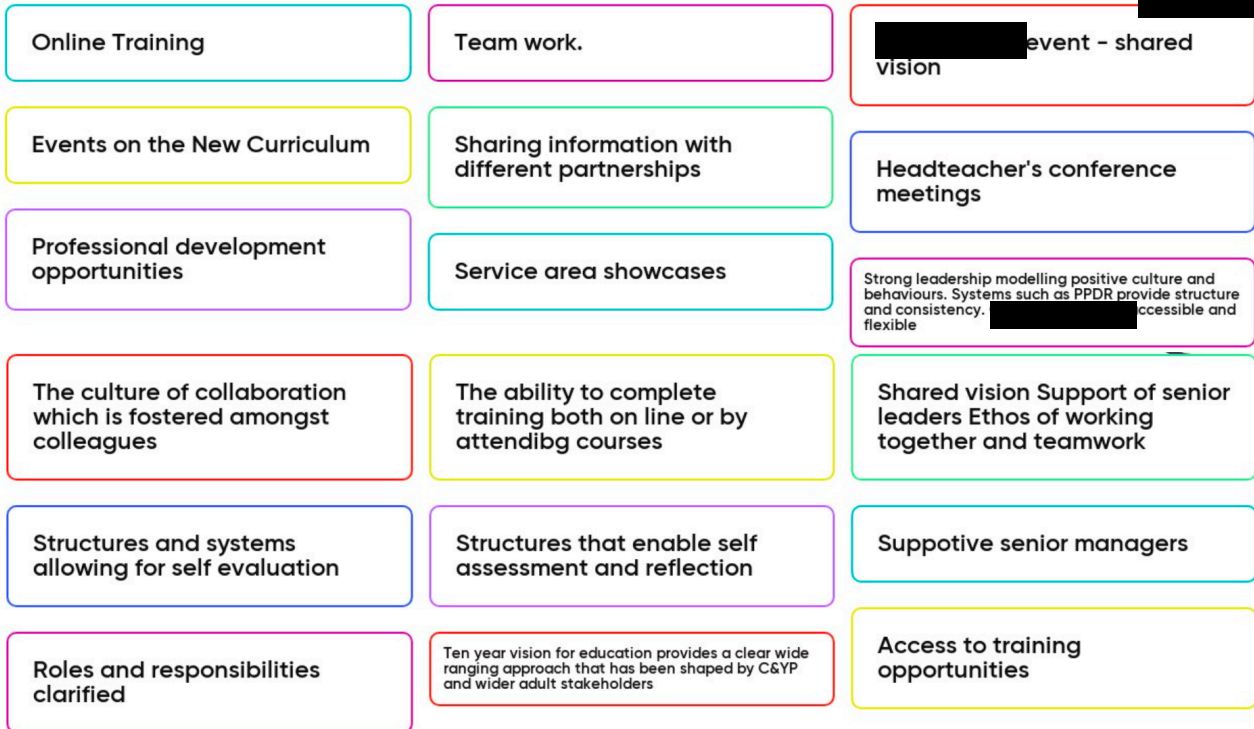 Online Training
Team work.
event - shared
vision
Events on the New Curriculum
Sharing information with
different partnerships
Headteacher's conference
meetings
Professional development
opportunities
Service area showcases
Strong leadership modelling positive culture and
behaviours. Systems such as PPDR provide structure
and consistency. ccessible and
flexible
The culture of collaboration
which is fostered amongst
colleagues
The ability to complete
training both on line or by
attendibg courses
Shared vision Support of senior
leaders Ethos of working
together and teamwork
Structures and systems
allowing for self evaluation
Structures that enable self
assessment and reflection
Suppotive senior managers
Roles and responsibilities
clarified
Ten year vision for education provides a clear wide
ranging approach that has been shaped by C&YP
and wider adult stakeholders
Access to training
opportunities